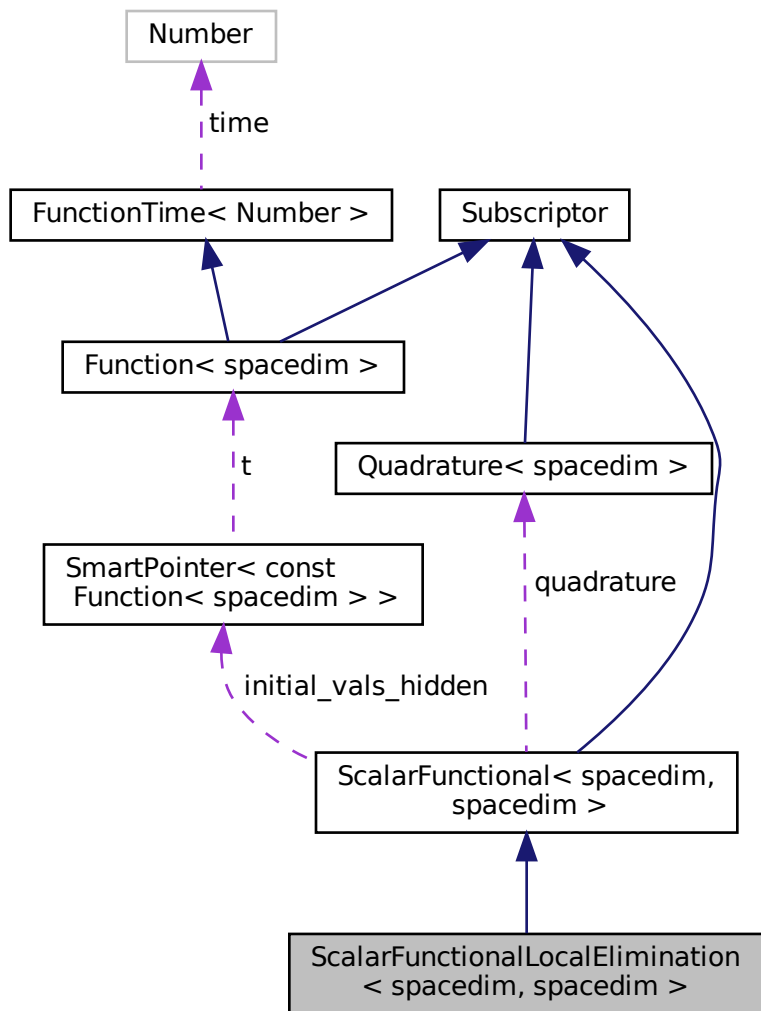 Number
time
FunctionTime< Number >
Subscriptor
Function< spacedim >
t
Quadrature< spacedim >
SmartPointer< const
Function< spacedim > >
quadrature
initial_vals_hidden
ScalarFunctional< spacedim,
spacedim >
ScalarFunctionalLocalElimination
< spacedim, spacedim >